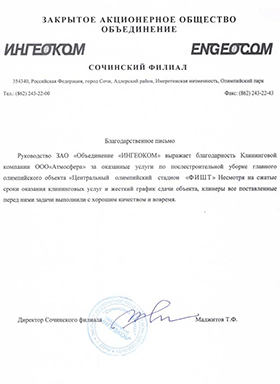 ЗАКРЫТОЕ АКЦИОНЕРНОЕ ОБЩЕСТВО
ОБЪЕДИНЕНИЕ
ИНГЕОКОМ ENGEOCOM
СОЧИНСКИЙ ФИЛИАЛ
354340, Российская Федерация, город Сочи, Адлерский район, Имеретинская низменность, Олимпийский парк
Тел.: (862) 243-22-00 Факс: (862) 243-22-43
Благодарственное письмо
Руководство ЗАО «Объединение «ИНГЕОКОМ» выражает благодарность Клининговой
компании ООО«Атмосфера» за оказанные услуги по послестроительной уборке главного
олимпийского объекта «Центральный олимпийский стадион «ФИШТ» Несмотря на сжатые
сроки оказания клининговых услуг и жесткий график сдачи объекта, клинеры все поставленные
перед ними задачи выполнили с хорошим качеством и вовремя.
Директор Сочинского филиала Маджитов Т.Ф.